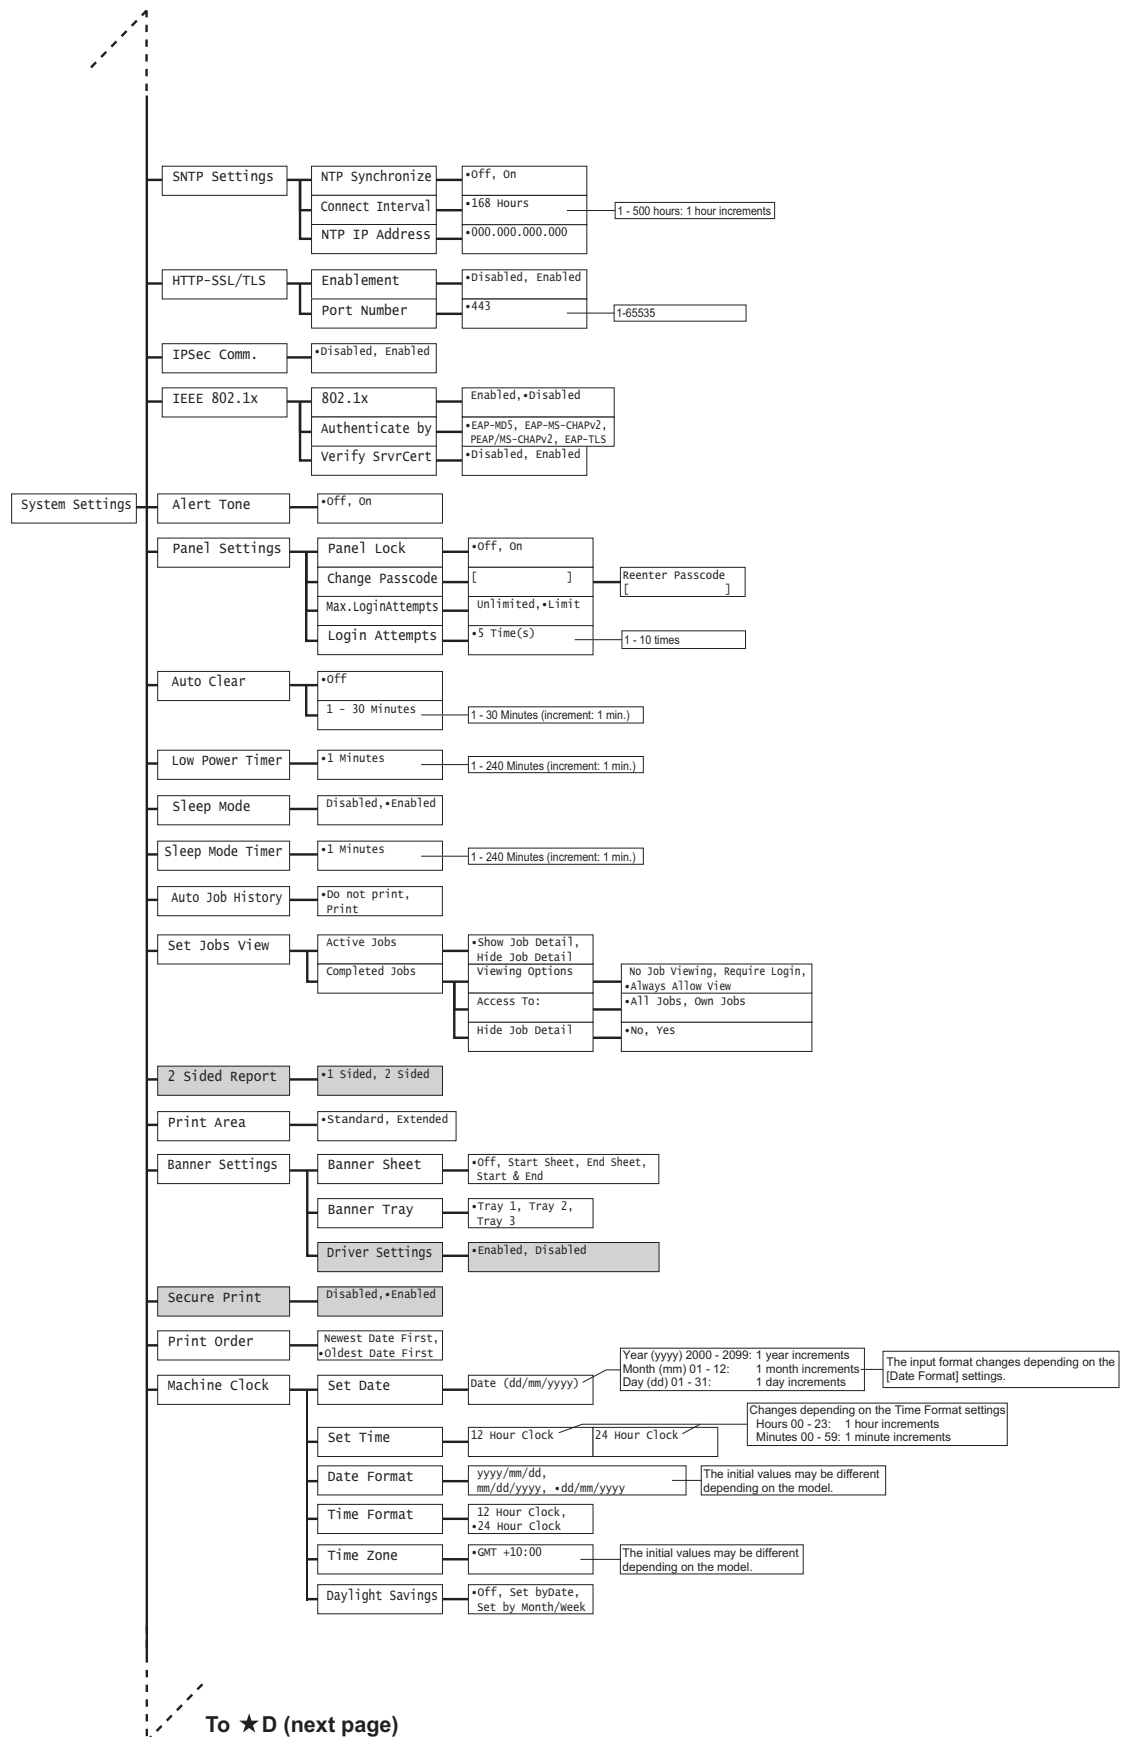 SNTP Settings
NTP Synchronize
•Off, On
Connect Interval
•168 Hours
1 - 500 hours: 1 hour increments
NTP IP Address
•000.000.000.000
HTTP-SSL/TLS
Enablement
•Disabled, Enabled
Port Number
•443
1-65535
IPSec Comm.
•Disabled, Enabled
IEEE 802.1x
802.1x
Enabled,•Disabled
Authenticate by
•EAP-MD5, EAP-MS-CHAPv2,
PEAP/MS-CHAPv2, EAP-TLS
Verify SrvrCert
•Disabled, Enabled
System Settings
Alert Tone
•Off, On
Panel Settings
Panel Lock
•Off, On
Change Passcode
[ ]
Reenter Passcode
[ ]
Max.LoginAttempts
Unlimited,•Limit
Login Attempts
•5 Time(s)
1 - 10 times
Auto Clear
•Off
1 - 30 Minutes
1 - 30 Minutes (increment: 1 min.)
Low Power Timer
•1 Minutes
1 - 240 Minutes (increment: 1 min.)
Sleep Mode
Disabled,•Enabled
Sleep Mode Timer
•1 Minutes
1 - 240 Minutes (increment: 1 min.)
Auto Job History
•Do not print,
Print
Set Jobs View
Active Jobs
•Show Job Detail,
Hide Job Detail
Completed Jobs
Viewing Options
No Job Viewing, Require Login,
•Always Allow View
Access To:
•All Jobs, Own Jobs
Hide Job Detail
•No, Yes
2 Sided Report
•1 Sided, 2 Sided
Print Area
•Standard, Extended
Banner Settings
Banner Sheet
•Off, Start Sheet, End Sheet,
Start & End
Banner Tray
•Tray 1, Tray 2,
Tray 3
Driver Settings
•Enabled, Disabled
Secure Print
Disabled,•Enabled
Print Order
Newest Date First,
•Oldest Date First
Machine Clock
Set Date
Date (dd/mm/yyyy)
Year (yyyy) 2000 - 2099: 1 year increments
Month (mm) 01 - 12: 1 month increments
Day (dd) 01 - 31: 1 day increments
The input format changes depending on the
[Date Format] settings.
Set Time
12 Hour Clock
24 Hour Clock
Changes depending on the Time Format settings
Hours 00 - 23: 1 hour increments
Minutes 00 - 59: 1 minute increments
Date Format
yyyy/mm/dd,
mm/dd/yyyy, •dd/mm/yyyy
The initial values may be different
depending on the model.
Time Format
12 Hour Clock,
•24 Hour Clock
Time Zone
•GMT +10:00
The initial values may be different
depending on the model.
Daylight Savings
•Off, Set byDate,
Set by Month/Week
To ★D (next page)